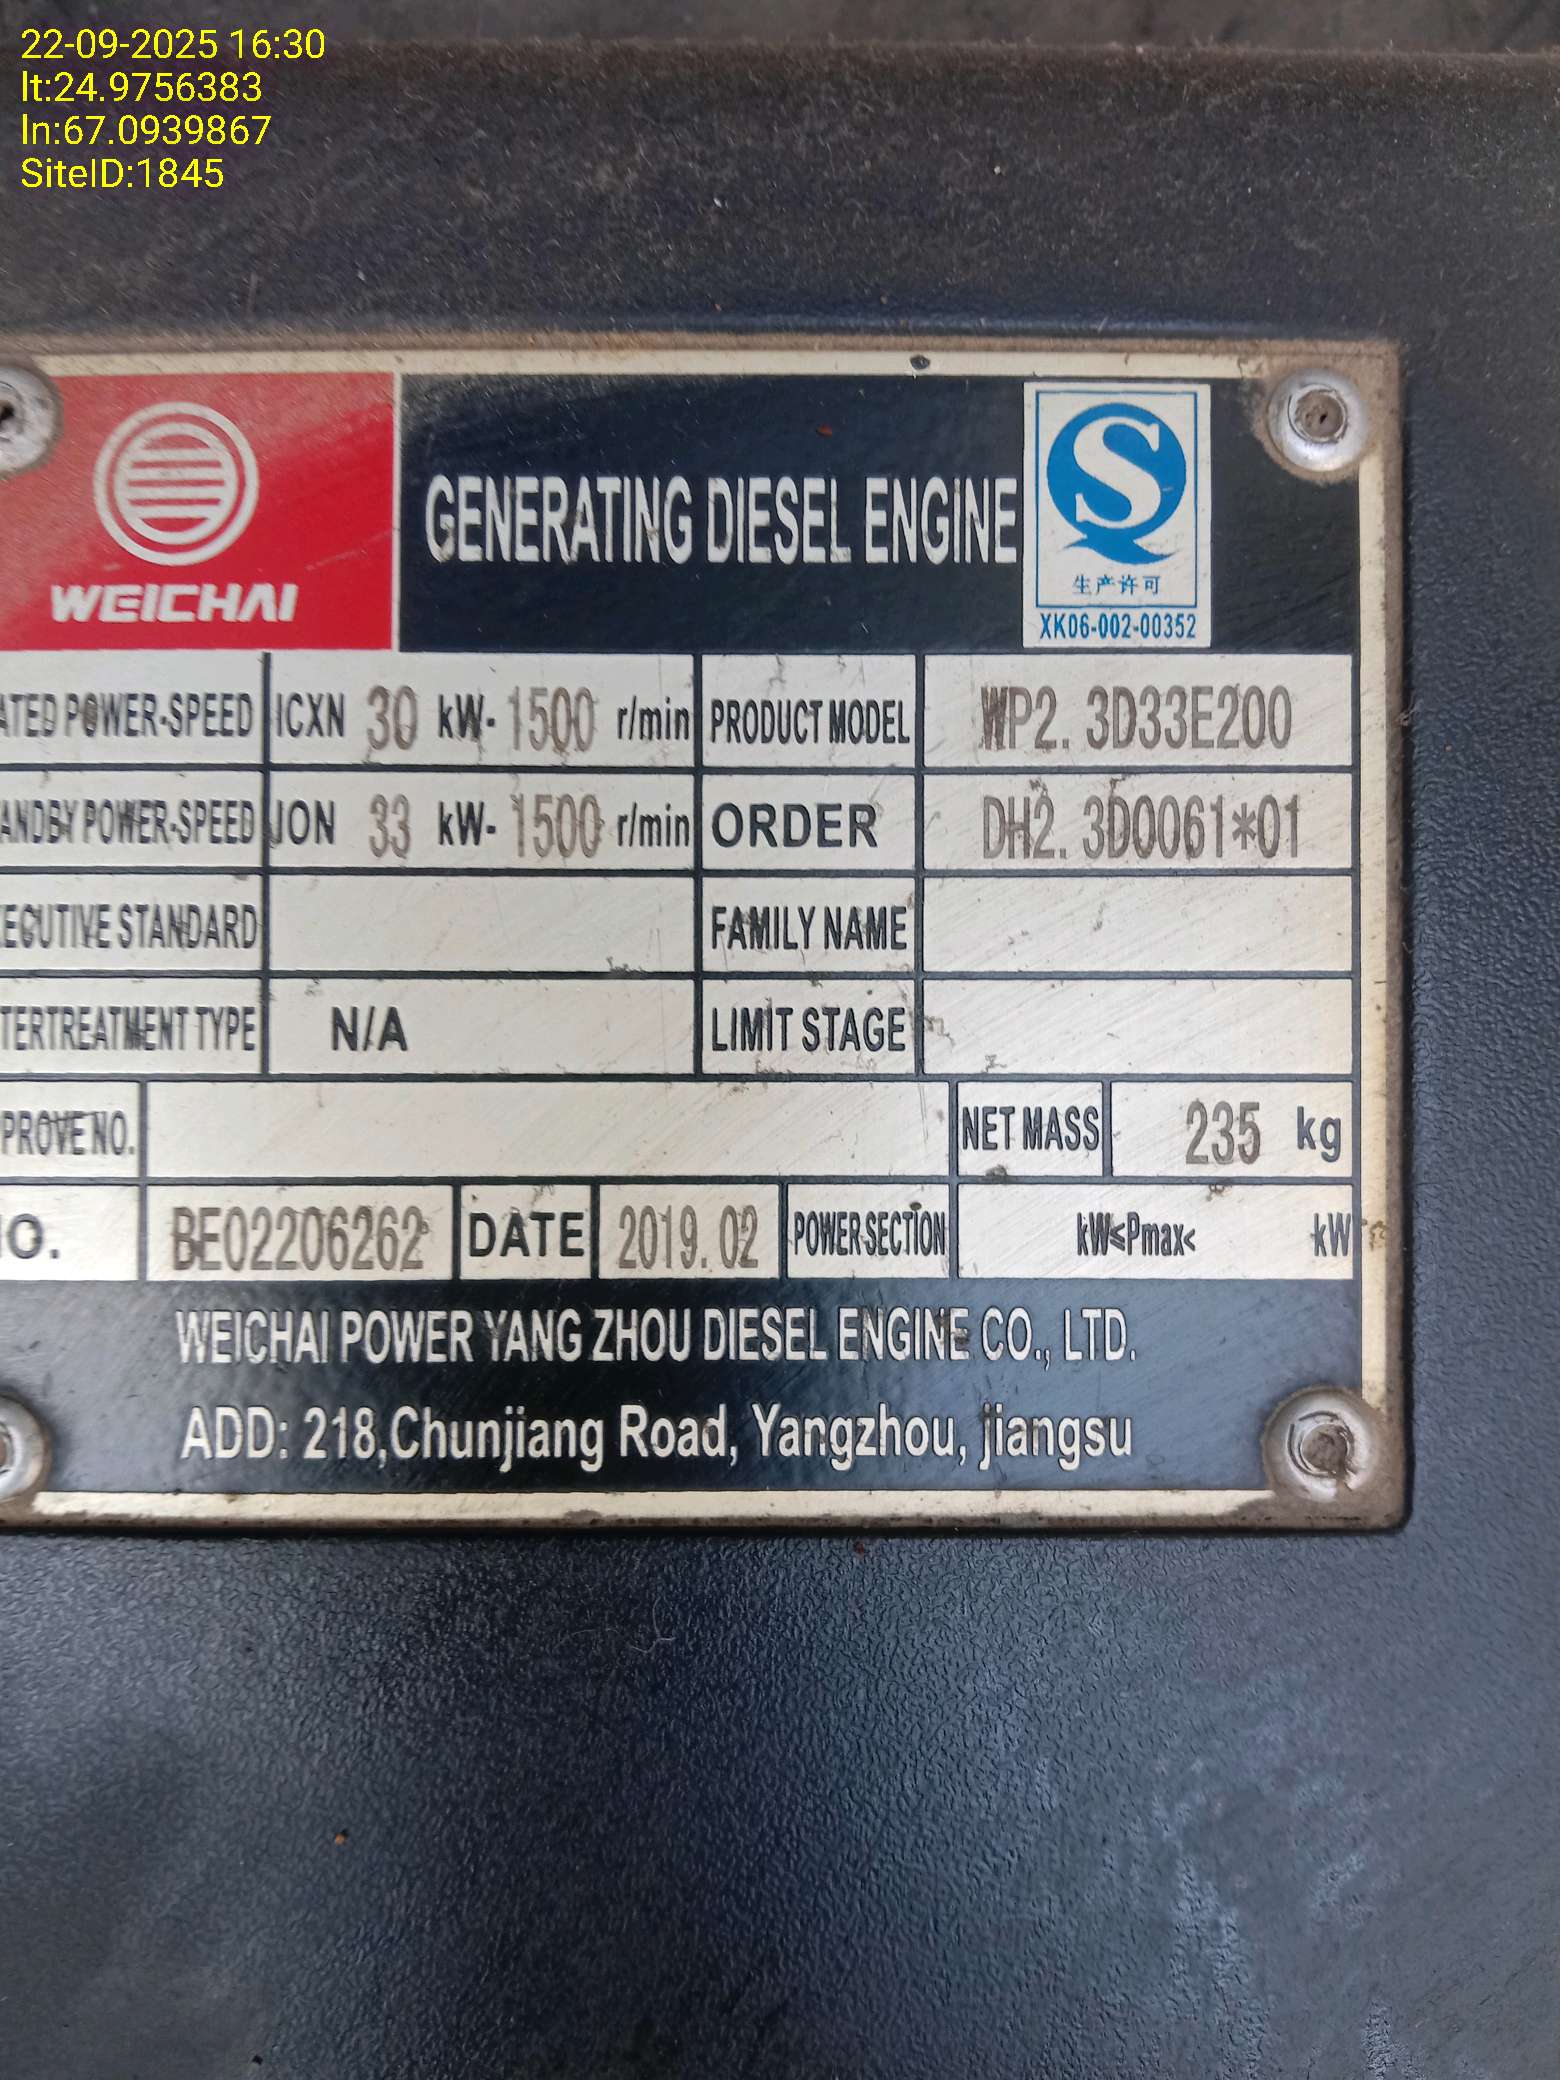 22-09-2025 16:30
lt:24.9756383
ln:67.0939867
SiteID:1845
WEICHAI
GENERATING DIESEL ENGINE
S
生产许可
XK06-002-00352
ATED POWER-SPEED ICXN 30 kW- 1500 r/min PRODUCT MODEL WP2. 3D33E200
ANDBY POWER-SPEED JON 33 kW- 1500 r/min ORDER DH2. 3D0061*01
ECUTIVE STANDARD FAMILY NAME
TERTREATMENT TYPE N/A LIMIT STAGE
PROVE NO. NET MASS 235 kg
O. BE02206262 DATE 2019. 02 POWER SECTION kW≤Pmax< kW
WEICHAI POWER YANG ZHOU DIESEL ENGINE CO., LTD.
ADD: 218,Chunjiang Road, Yangzhou, jiangsu